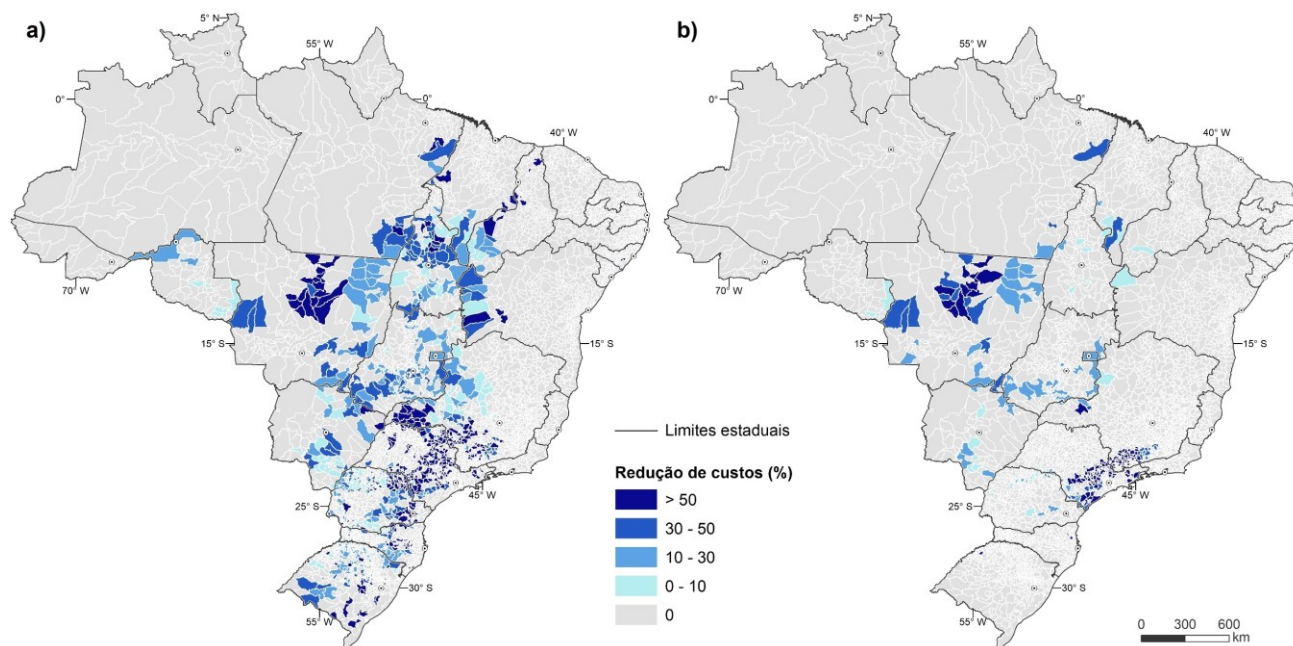 a)
5° N
55° W
0°
0°
40° W
70° W
15° S
15° S
45° W
25° S
30° S
55° W
Limites estaduais
Redução de custos (%)
> 50
30 - 50
10 - 30
0 - 10
0
b)
5° N
55° W
0°
0°
40° W
70° W
15° S
15° S
45° W
25° S
30° S
55° W
0 300 600
km